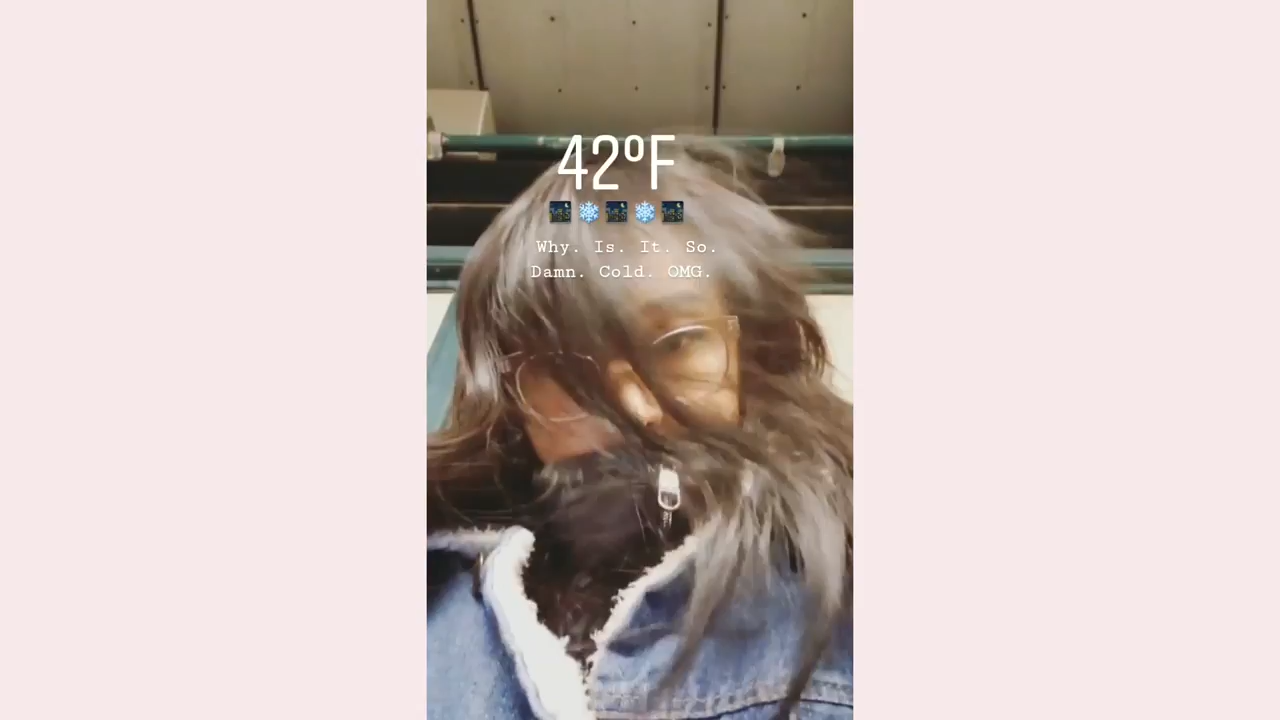 42°F
🌃❄️🌃❄️🌃
Why. Is. It. So.
Damn. Cold. OMG.